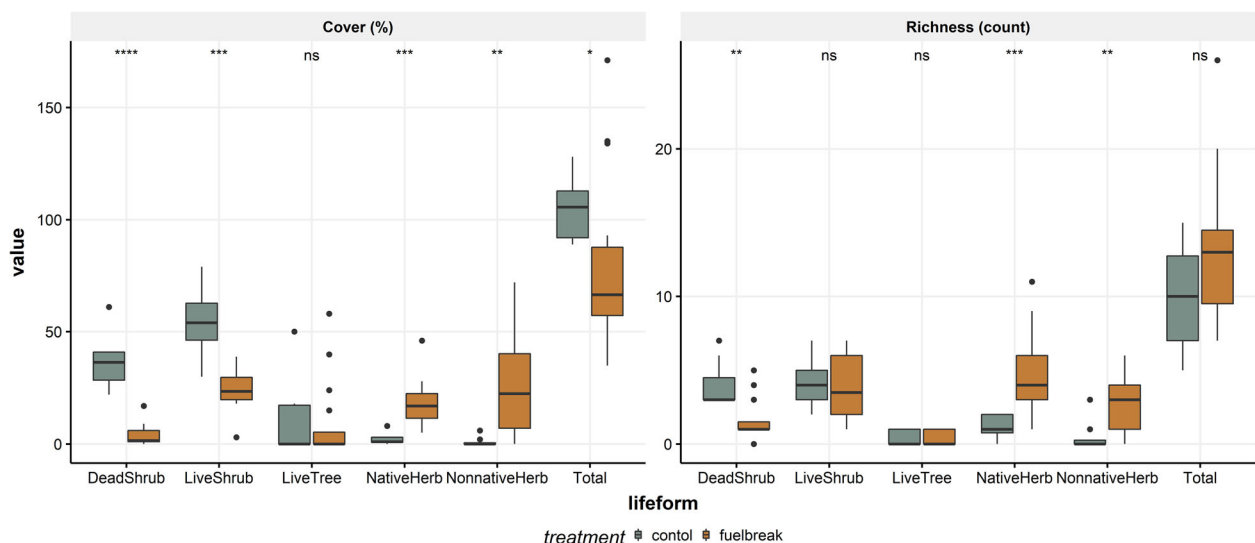 Cover (%)
Richness (count)
**** *** ns *** ** *
** ns ns *** ** ns
value
150
100
50
0
20
10
0
DeadShrub LiveShrub LiveTree NativeHerb NonnativeHerb Total
DeadShrub LiveShrub LiveTree NativeHerb NonnativeHerb Total
lifeform
treatment contol fuelbreak